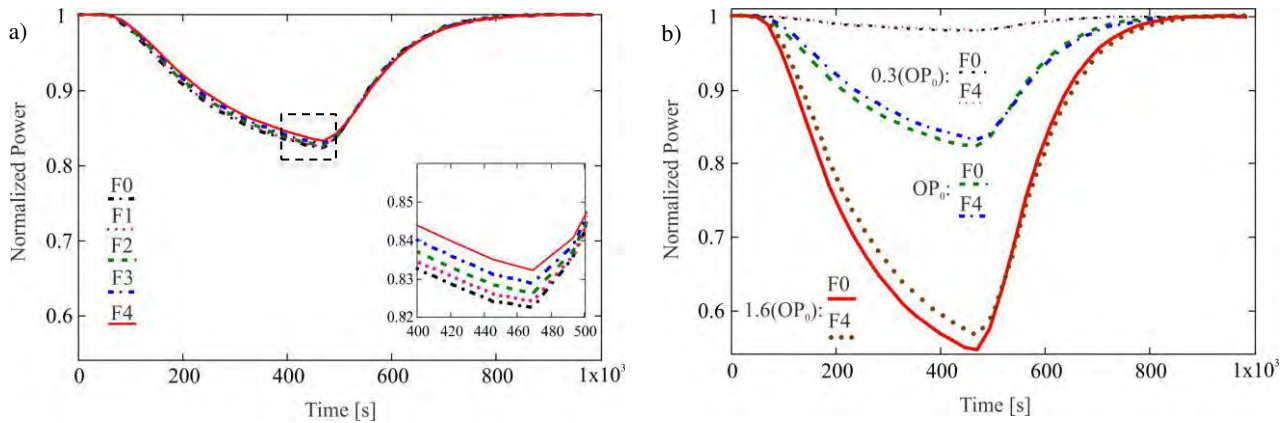 a)
1
0.9
0.8
0.7
0.6
Normalized Power
F0
F1
F2
F3
F4
0.85
0.84
0.83
0.82
400 420 440 460 480 500
0 200 400 600 800 1x10³
Time [s]
b)
1
0.9
0.8
0.7
0.6
Normalized Power
0.3(OP₀):
F0
F4
OP₀:
F0
F4
1.6(OP₀):
F0
F4
0 200 400 600 800 1x10³
Time [s]